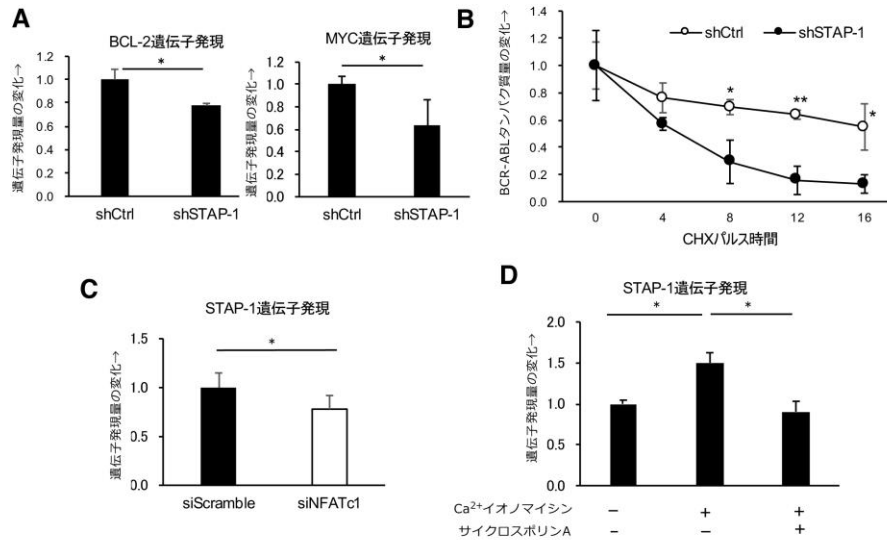 A
BCL-2遺伝子発現
遺伝子発現量の変化→
1.2
1.0
0.8
0.6
0.4
0.2
0.0
*
shCtrl
shSTAP-1
MYC遺伝子発現
遺伝子発現量の変化→
1.2
1.0
0.8
0.6
0.4
0.2
0.0
*
shCtrl
shSTAP-1
B
shCtrl
shSTAP-1
BCR-ABLタンパク質量の変化→
1.4
1.2
1.0
0.8
0.6
0.4
0.2
0.0
*
**
*
0 4 8 12 16
CHXパルス時間
C
STAP-1遺伝子発現
遺伝子発現量の変化→
1.5
1.0
0.5
0.0
*
siScramble
siNFATc1
D
STAP-1遺伝子発現
遺伝子発現量の変化→
2.0
1.5
1.0
0.5
0.0
* *
Ca²⁺イオノマイシン − + +
サイクロスポリンA − − +